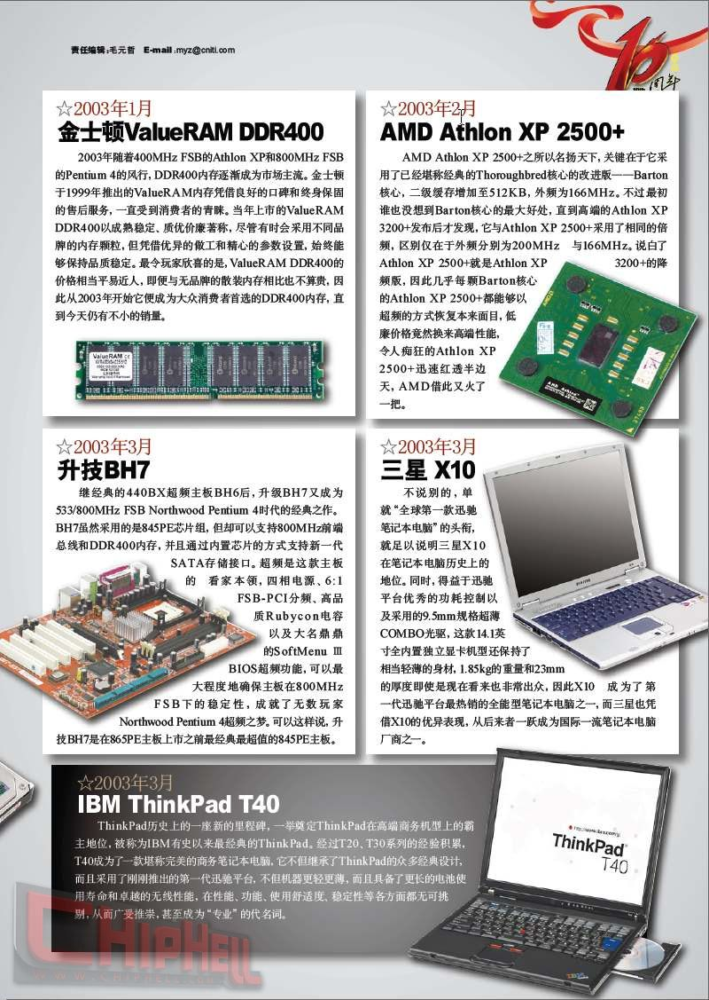 责任编辑:毛元哲 E-mail:myz@cniti.com
周年
☆2003年1月
金士顿ValueRAM DDR400
2003年随着400MHz FSB的Athlon XP和800MHz FSB
的Pentium 4的风行，DDR400内存逐渐成为市场主流。金士顿
于1999年推出的ValueRAM内存凭借良好的口碑和终身保固
的售后服务，一直受到消费者的青睐。当年上市的ValueRAM
DDR400以成熟稳定、质优价廉著称，尽管有时会采用不同品
牌的内存颗粒，但凭借优异的做工和精心的参数设置，始终能
够保持品质稳定。最令玩家欣喜的是，ValueRAM DDR400的
价格相当平易近人，即便与无品牌的散装内存相比也不算贵，因
此从2003年开始它便成为大众消费者首选的DDR400内存，直
到今天仍有不小的销量。
ValueRAM
☆2003年2月
AMD Athlon XP 2500+
AMD Athlon XP 2500+之所以名扬天下，关键在于它采
用了已经堪称经典的Thoroughbred核心的改进版——Barton
核心，二级缓存增加至512KB，外频为166MHz。不过最初
谁也没想到Barton核心的最大好处，直到高端的Athlon XP
3200+发布后才发现，它与Athlon XP 2500+采用了相同的倍
频，区别仅在于外频分别为200MHz 与166MHz。说白了
Athlon XP 2500+就是Athlon XP 3200+的降
频版，因此几乎每颗Barton核心
的Athlon XP 2500+都能够以
超频的方式恢复本来面目，低
廉价格竟然换来高端性能，
令人痴狂的Athlon XP
2500+迅速红透半边
天，AMD借此又火了
一把。
AMD Athlon
☆2003年3月
升技BH7
继经典的440BX超频主板BH6后，升级BH7又成为
533/800MHz FSB Northwood Pentium 4时代的经典之作。
BH7虽然采用的是845PE芯片组，但却可以支持800MHz前端
总线和DDR400内存，并且通过内置芯片的方式支持新一代
SATA存储接口。超频是这款主板
的 看家本领，四相电源、6:1
FSB-PCI分频、高品
质Rubycon电容
以及大名鼎鼎
的SoftMenu Ⅲ
BIOS超频功能，可以最
大程度地确保主板在800MHz
FSB下的稳定性，成就了无数玩家
Northwood Pentium 4超频之梦。可以这样说，升
技BH7是在865PE主板上市之前最经典最超值的845PE主板。
☆2003年3月
三星 X10
不说别的，单
就“全球第一款迅驰
笔记本电脑”的头衔，
就足以说明三星X10
在笔记本电脑历史上的
地位。同时，得益于迅驰
平台优秀的功耗控制以
及采用的9.5mm规格超薄
COMBO光驱，这款14.1英
寸全内置独立显卡机型还保持了
相当轻薄的身材，1.85kg的重量和23mm
的厚度即使是现在看来也非常出众，因此X10 成为了第
一代迅驰平台最热销的全能型笔记本电脑之一，而三星也凭
借X10的优异表现，从后来者一跃成为国际一流笔记本电脑
厂商之一。
☆2003年3月
IBM ThinkPad T40
ThinkPad历史上的一座新的里程碑，一举奠定ThinkPad在高端商务机型上的霸
主地位，被称为IBM有史以来最经典的ThinkPad。经过T20、T30系列的经验积累，
T40成为了一款堪称完美的商务笔记本电脑，它不但继承了ThinkPad的众多经典设计，
而且采用了刚刚推出的第一代迅驰平台，不但机器更轻更薄，而且具备了更长的电池使
用寿命和卓越的无线性能，在性能、功能、使用舒适度、稳定性等各方面都无可挑
剔，从而广受推崇，甚至成为“专业”的代名词。
ThinkPad
T40
IBM
CHIPHELL
WWW.CHIPHELL.COM